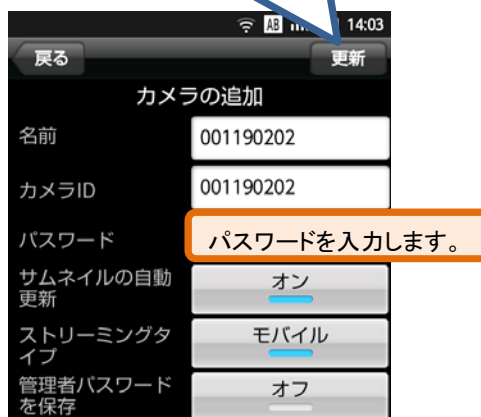 AB 14:03
戻る 更新
カメラの追加
名前 001190202
カメラID 001190202
パスワード パスワードを入力します。
サムネイルの自動
更新 オン
ストリーミングタ
イプ モバイル
管理者パスワード
を保存 オフ